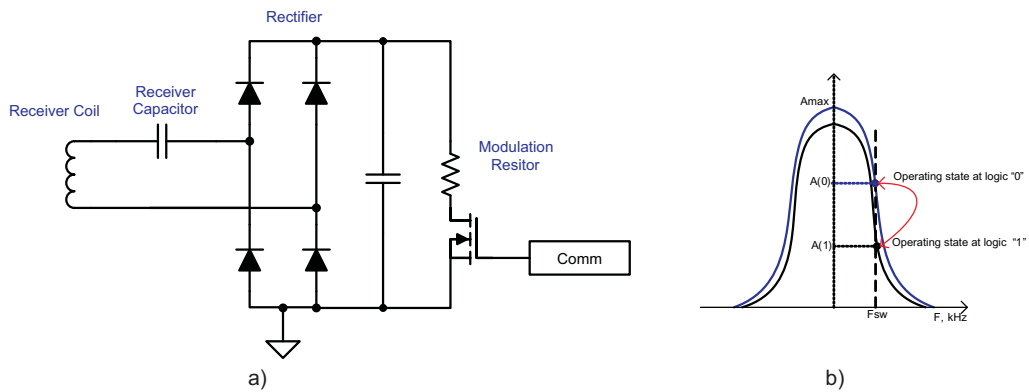 Rectifier
Receiver
Capacitor
Receiver Coil
Modulation
Resitor
Comm
a)
Amax
A(0)
Operating state at logic “0”
A(1)
Operating state at logic “1”
Fsw
F, kHz
b)